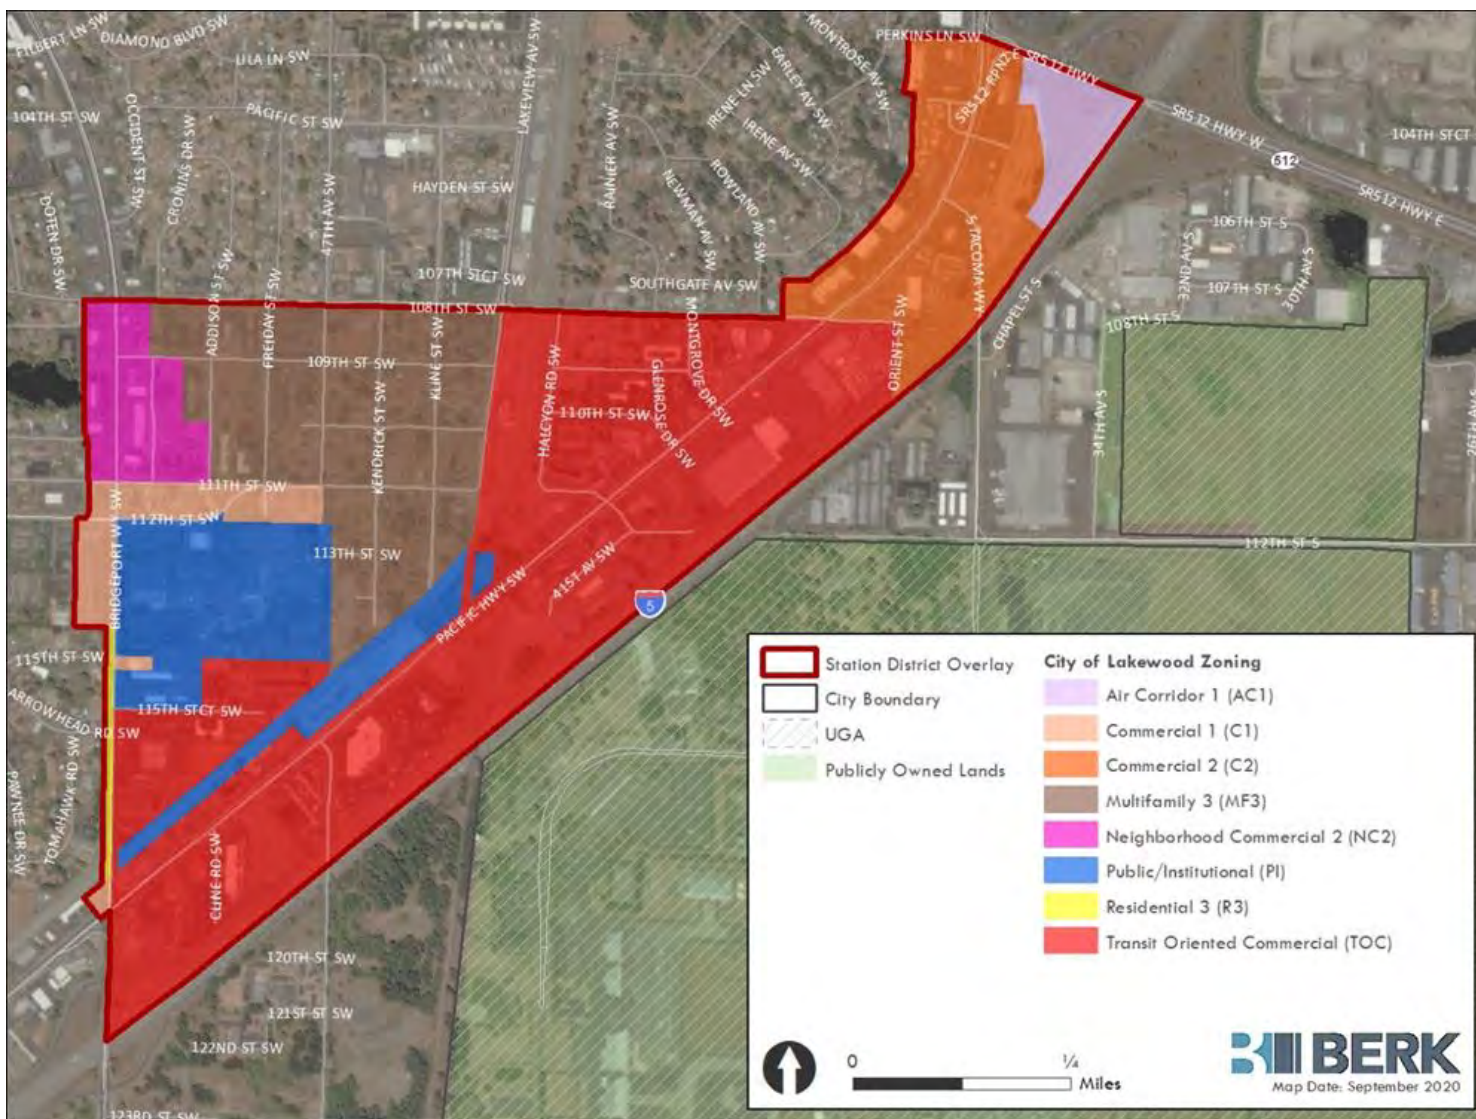 FILBERT LN SW
DIAMOND BLVD SW
LILA LN SW
PACIFIC ST SW
104TH ST SW
OCCIDENT ST SW
CRONINS DR SW
DOTEN DR SW
47TH AV SW
LAKEVIEW AV SW
HAYDEN ST SW
RAINIER AV SW
IRENE LN SW
EARLEY AV SW
MONTROSE AV SW
IRENE AV SW
ROWLAND AV SW
NEWMAN AV SW
PERKINS LN SW
SR512 HWY
SR512 HWY W
512
SR512 HWY E
104TH STCT
106TH ST S
107TH ST S
32ND AV S
30TH AV S
108TH ST S
34TH AV S
26TH AV S
CHAPEL ST S
S TACOMA WY
ORIENT ST SW
107TH STCT SW
SOUTHGATE AV SW
108TH ST SW
ADDISON ST SW
FREIDAY ST SW
109TH ST SW
KENDRICK ST SW
KLINE ST SW
HALCYON RD SW
110TH ST SW
GLENROSE DR SW
MONTGROVE DR SW
111TH ST SW
112TH ST SW
113TH ST SW
BRIDGEPORT WY SW
PACIFIC HWY SW
41ST AV SW
5
112TH ST S
115TH ST SW
ARROWHEAD RD SW
115TH STCT SW
TOMAHAWK RD SW
PAWNEE DR SW
CLINE RD SW
120TH ST SW
121ST ST SW
122ND ST SW
123RD ST SW
Station District Overlay
City Boundary
UGA
Publicly Owned Lands
City of Lakewood Zoning
Air Corridor 1 (AC1)
Commercial 1 (C1)
Commercial 2 (C2)
Multifamily 3 (MF3)
Neighborhood Commercial 2 (NC2)
Public/Institutional (PI)
Residential 3 (R3)
Transit Oriented Commercial (TOC)
0
1/4
Miles
BERK
Map Date: September 2020